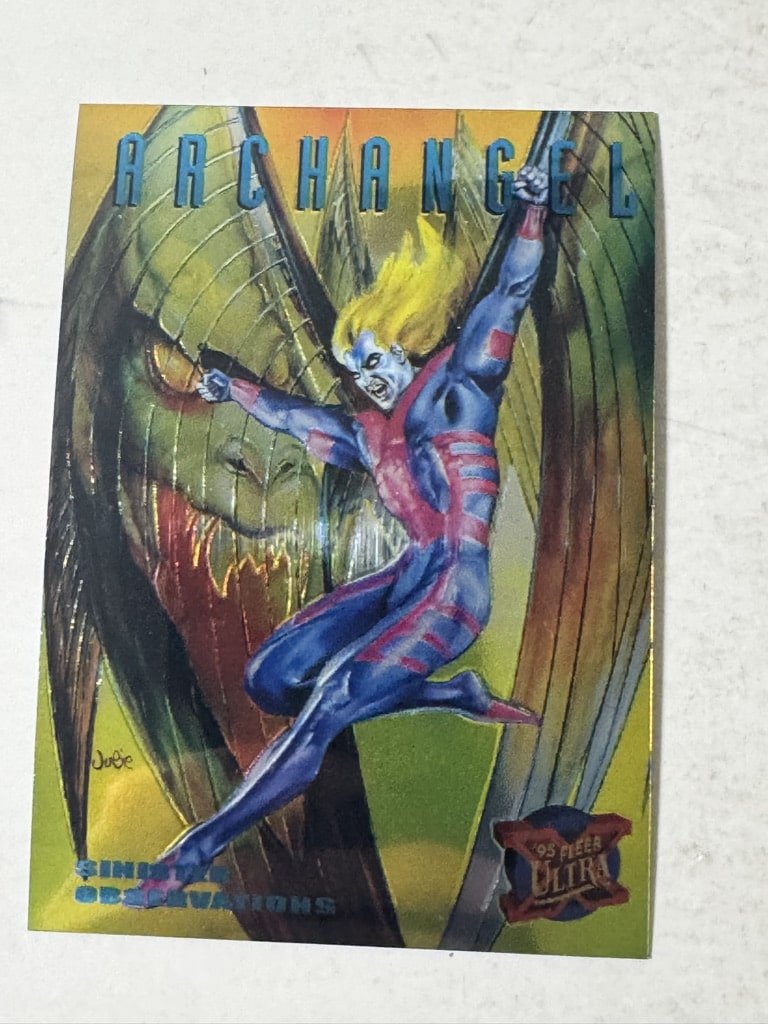 ARCHANGEL
Julie
SINISTER
OBSERVATIONS
'95 FLEER
ULTRA
X